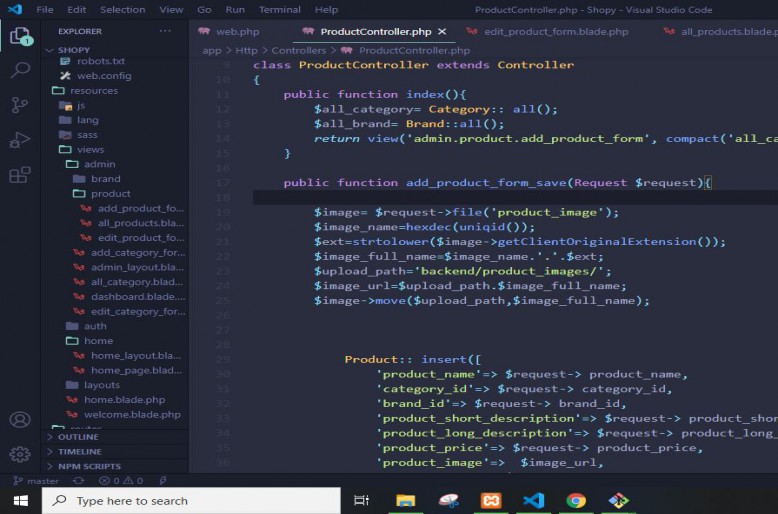 File Edit Selection View Go Run Terminal Help ProductController.php - Shopy - Visual Studio Code
EXPLORER
web.php ProductController.php edit_product_form.blade.php all_products.blade
app > Http > Controllers > ProductController.php
SHOPY
robots.txt
web.config
resources
js
lang
sass
views
admin
brand
product
add_product_fo...
all_products.bla...
edit_product_fo...
add_category_for...
admin_layout.bla...
all_category.blad...
dashboard.blade...
edit_category_for...
auth
home
home_layout.bla...
home_page.blad...
layouts
home.blade.php
welcome.blade.php
OUTLINE
TIMELINE
NPM SCRIPTS
9 class ProductController extends Controller
10 {
11 public function index(){
12 $all_category= Category:: all();
13 $all_brand= Brand::all();
14 return view('admin.product.add_product_form', compact('all_ca
15 }
16
17 public function add_product_form_save(Request $request){
18
19 $image= $request->file('product_image');
20 $image_name=hexdec(uniqid());
21 $ext=strtolower($image->getClientOriginalExtension());
22 $image_full_name=$image_name.'.'.$ext;
23 $upload_path='backend/product_images/';
24 $image_url=$upload_path.$image_full_name;
25 $image->move($upload_path,$image_full_name);
26
27
28
29 Product:: insert([
30 'product_name'=> $request-> product_name,
31 'category_id'=> $request-> category_id,
32 'brand_id'=> $request-> brand_id,
33 'product_short_description'=> $request-> product_shor
34 'product_long_description'=> $request-> product_long_
35 'product_price'=> $request-> product_price,
36 'product_image'=> $image_url,
master 0 0
Type here to search